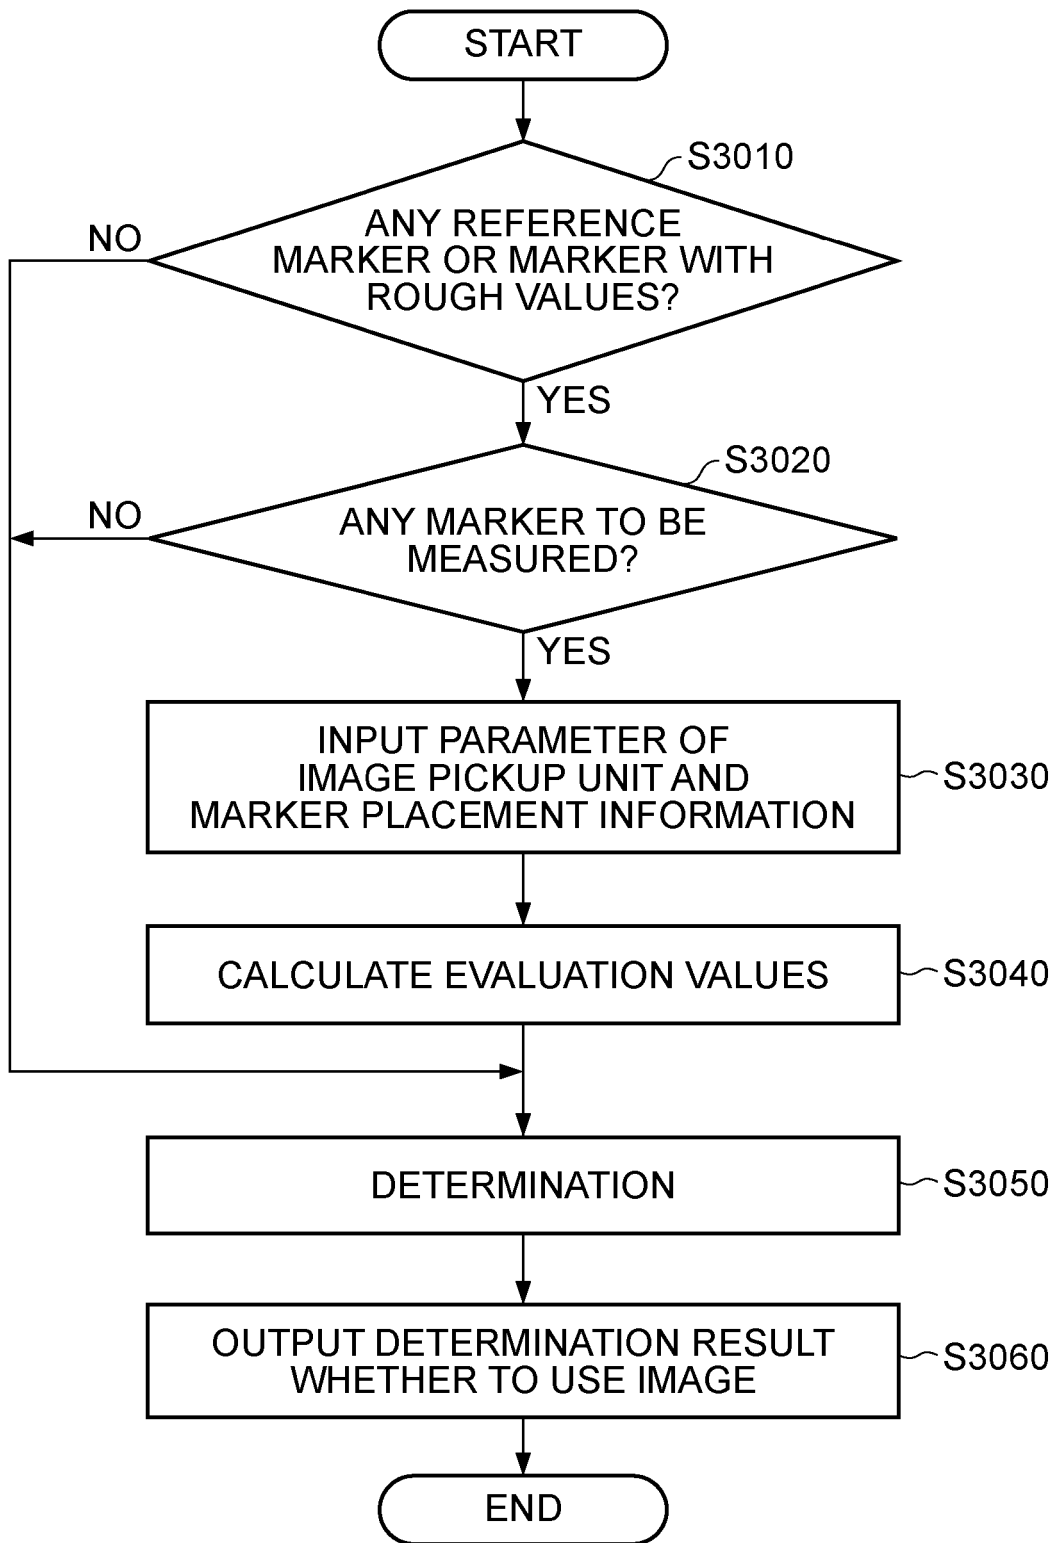 START
S3010
NO
ANY REFERENCE
MARKER OR MARKER WITH
ROUGH VALUES?
YES
S3020
NO
ANY MARKER TO BE
MEASURED?
YES
INPUT PARAMETER OF
IMAGE PICKUP UNIT AND
MARKER PLACEMENT INFORMATION
S3030
CALCULATE EVALUATION VALUES
S3040
DETERMINATION
S3050
OUTPUT DETERMINATION RESULT
WHETHER TO USE IMAGE
S3060
END